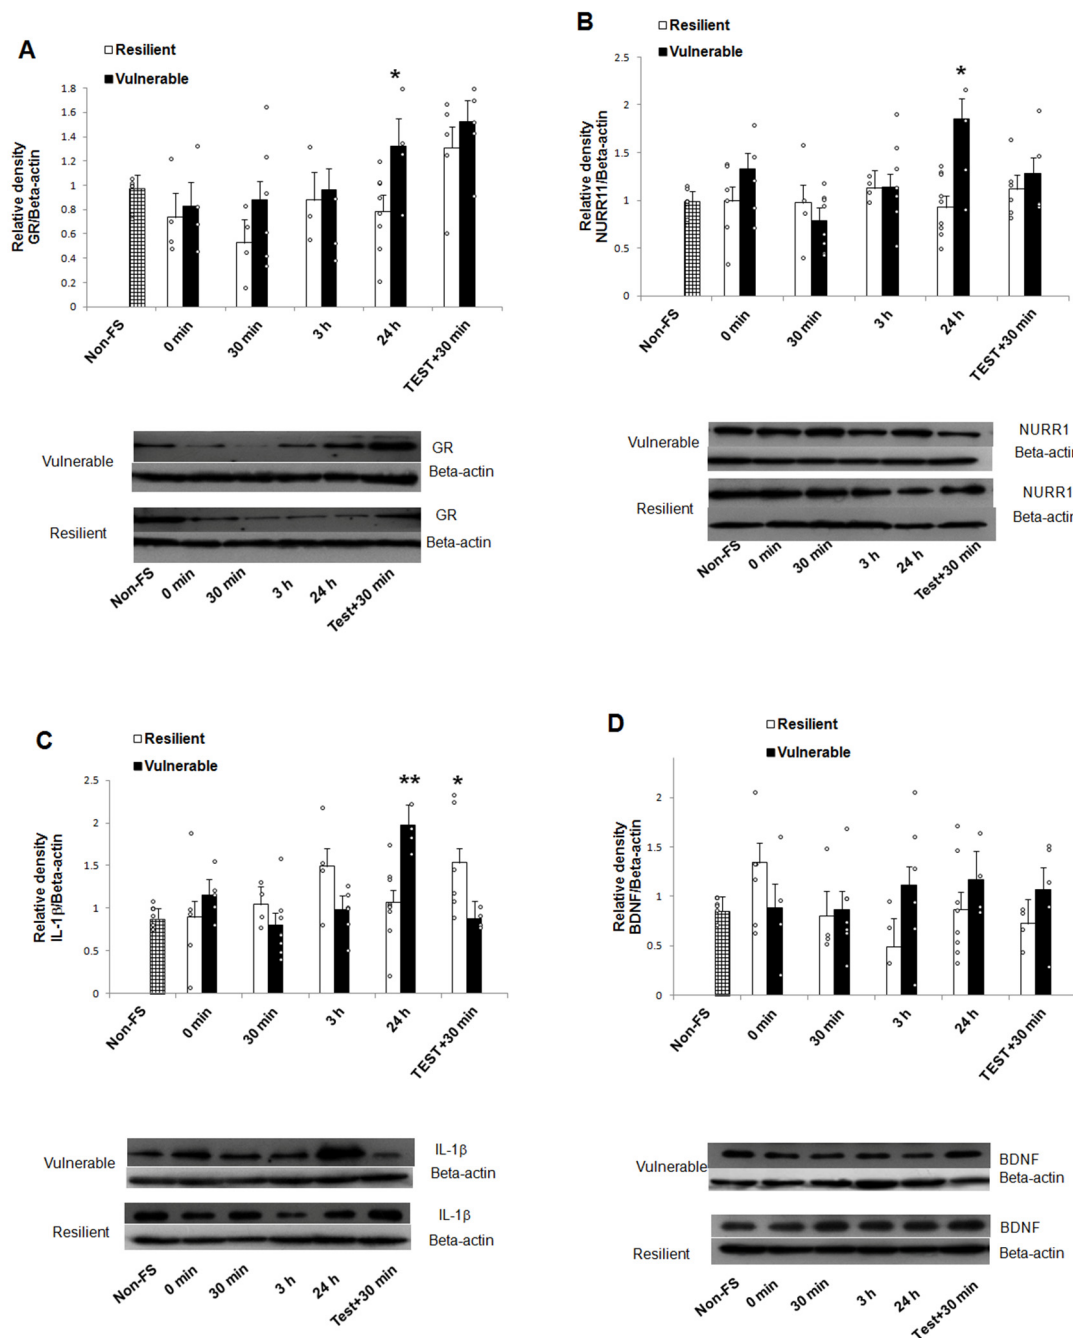 A
Resilient
Vulnerable
*
Relative density
GR/Beta-actin
1.8
1.6
1.4
1.2
1
0.8
0.6
0.4
0.2
0
Non-FS
0 min
30 min
3 h
24 h
TEST+30 min
Vulnerable
GR
Beta-actin
Resilient
GR
Beta-actin
Non-FS
0 min
30 min
3 h
24 h
Test+30 min
B
Resilient
Vulnerable
*
Relative density
NURR11/Beta-actin
2.5
2
1.5
1
0.5
0
Non-FS
0 min
30 min
3 h
24 h
TEST+30 min
Vulnerable
NURR1
Beta-actin
Resilient
NURR1
Beta-actin
Non-FS
0 min
30 min
3 h
24 h
Test+30 min
C
Resilient
Vulnerable
**
*
Relative density
IL-1β/Beta-actin
2.5
2
1.5
1
0.5
0
Non-FS
0 min
30 min
3 h
24 h
TEST+30 min
Vulnerable
IL-1β
Beta-actin
Resilient
IL-1β
Beta-actin
Non-FS
0 min
30 min
3 h
24 h
Test+30 min
D
Resilient
Vulnerable
Relative density
BDNF/Beta-actin
2
1.5
1
0.5
0
Non-FS
0 min
30 min
3 h
24 h
TEST+30 min
Vulnerable
BDNF
Beta-actin
Resilient
BDNF
Beta-actin
Non-FS
0 min
30 min
3 h
24 h
Test+30 min